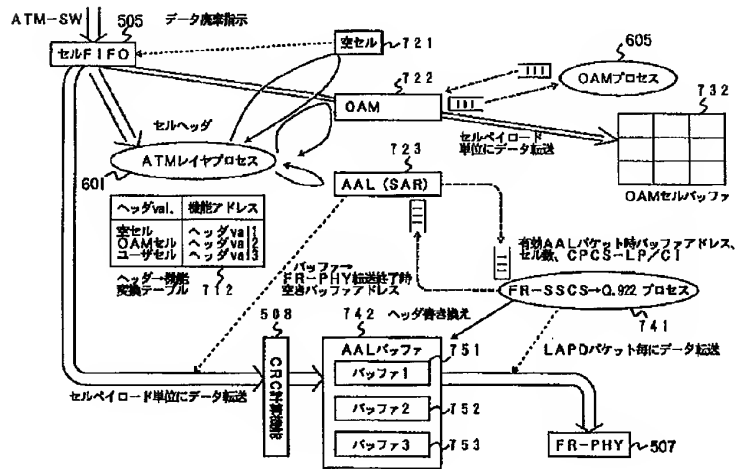 ATM-SW
505
データ廃棄指示
セルFIFO
空セル
721
722
OAM
605
OAMプロセス
732
セルヘッダ
セルペイロード
単位にデータ転送
ATMレイヤプロセス
601
723
AAL (SAR)
OAMセルバッファ
ヘッダval、 機能アドレス
空セル ヘッダval1
OAMセル ヘッダval2
ユーザセル ヘッダval3
ヘッダ→機能
変換テーブル
712
バッファ→
FR-PHY転送終了時
空きバッファアドレス
有効AALパケット時バッファアドレス、
セル数、CPCS-LP/CI
FR-SSCS→Q.922 プロセス
741
508
742
ヘッダ書き換え
CRC計算機能
AALバッファ
751
バッファ1
752
バッファ2
753
バッファ3
LAPDパケット毎にデータ転送
セルペイロード単位にデータ転送
FR-PHY
507